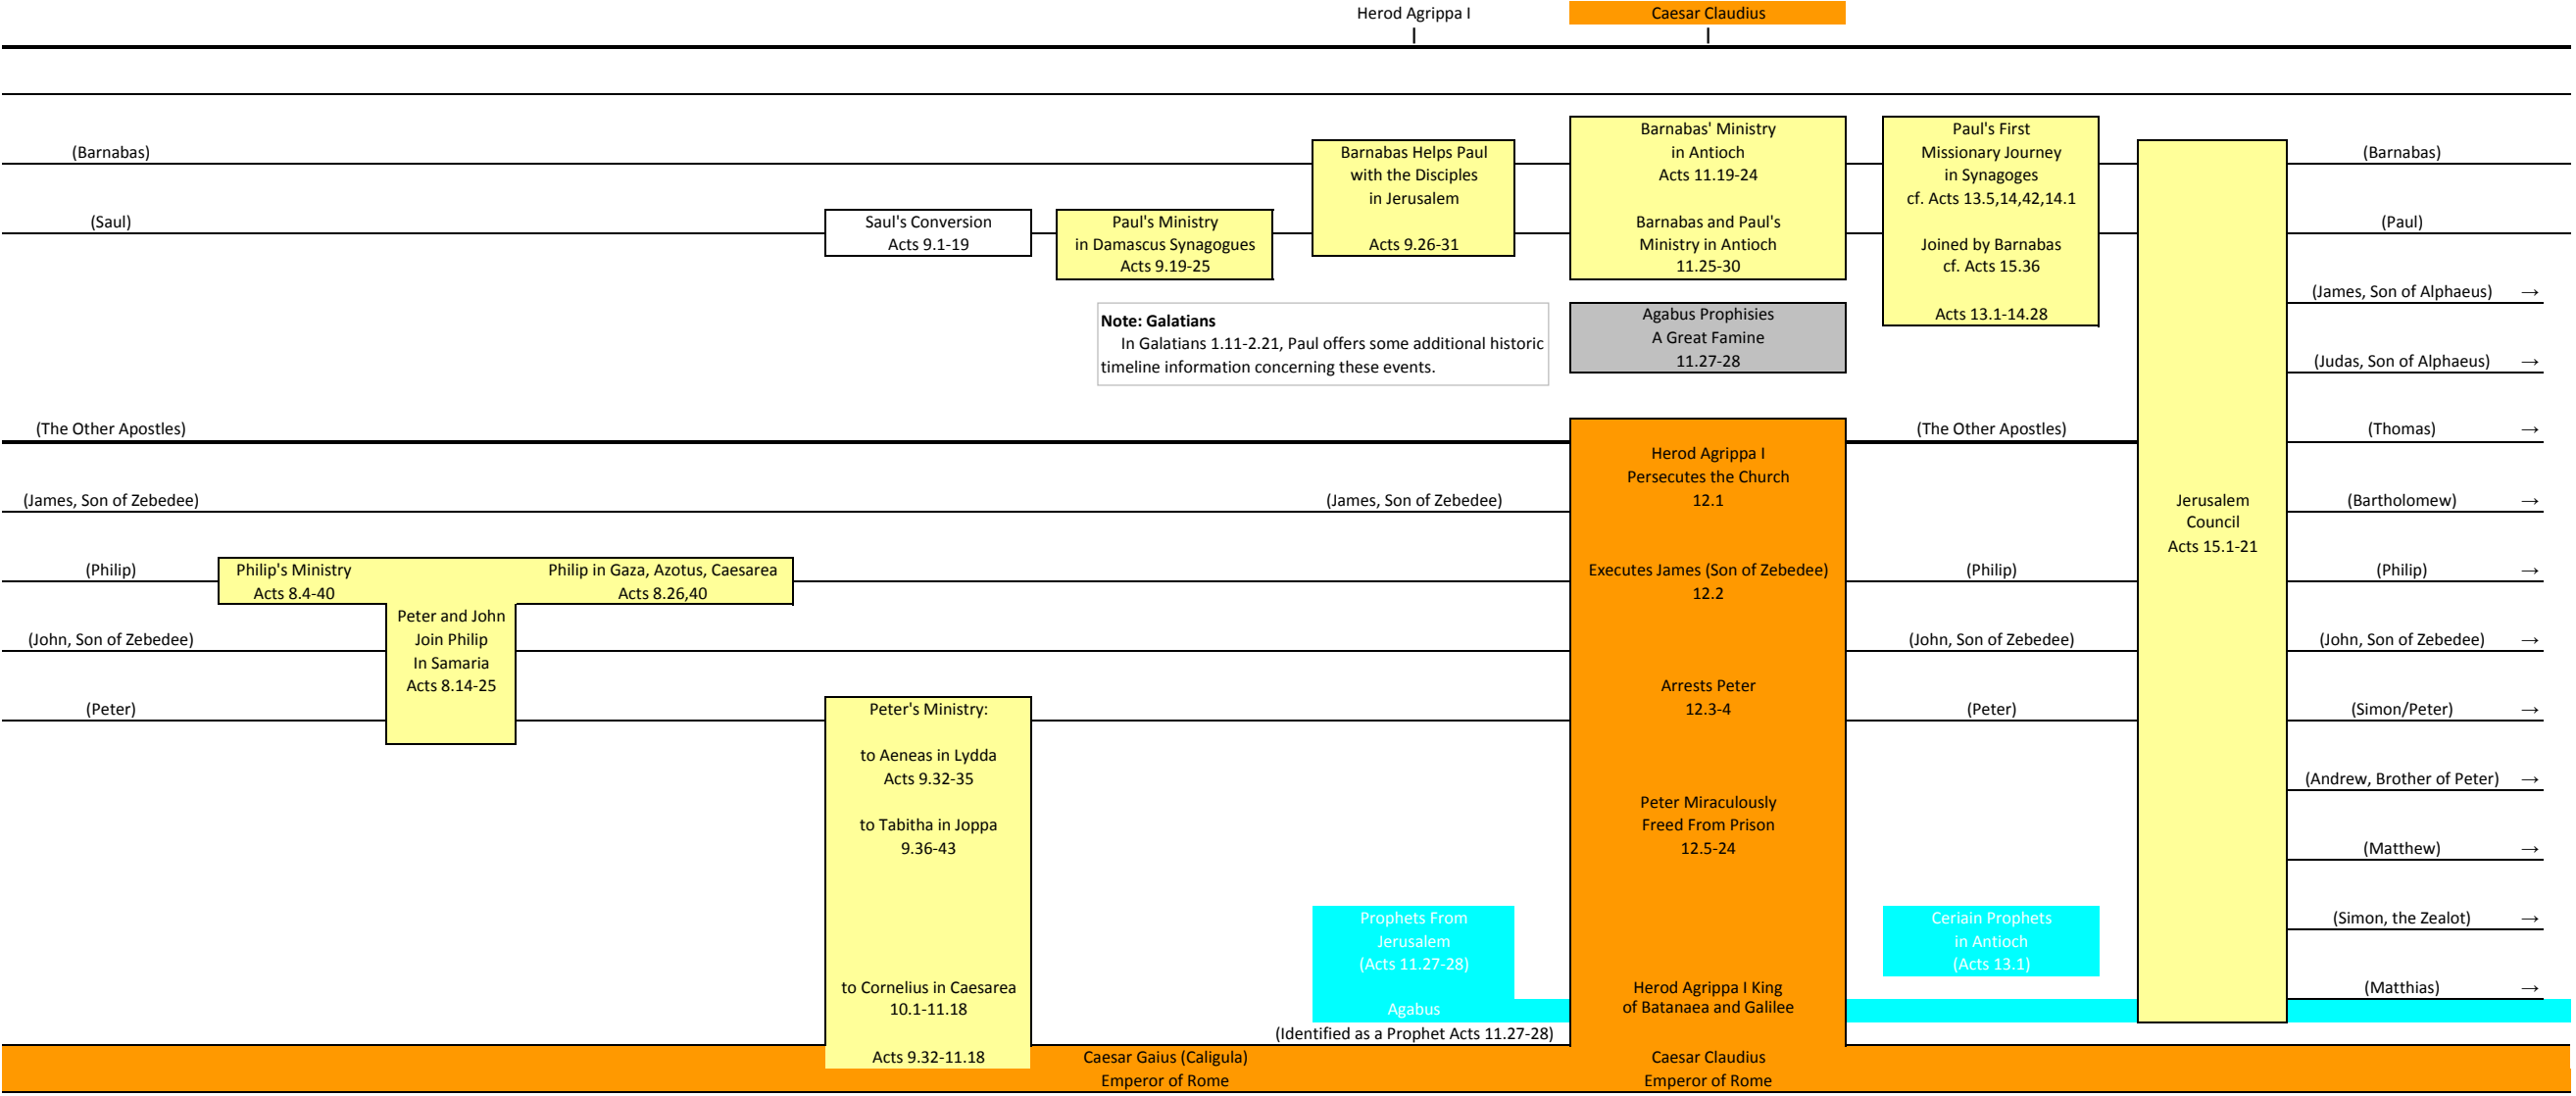 Herod Agrippa I
Caesar Claudius
(Barnabas)
Barnabas Helps Paul
with the Disciples
in Jerusalem
Acts 9.26-31
Barnabas' Ministry
in Antioch
Acts 11.19-24
Barnabas and Paul's
Ministry in Antioch
11.25-30
Paul's First
Missionary Journey
in Synagoges
cf. Acts 13.5,14,42,14.1
Joined by Barnabas
cf. Acts 15.36
Acts 13.1-14.28
(Barnabas)
(Saul)
Saul's Conversion
Acts 9.1-19
Paul's Ministry
in Damascus Synagogues
Acts 9.19-25
(Paul)
Note: Galatians
In Galatians 1.11-2.21, Paul offers some additional historic
timeline information concerning these events.
Agabus Prophisies
A Great Famine
11.27-28
(James, Son of Alphaeus) →
(Judas, Son of Alphaeus) →
(The Other Apostles)
(The Other Apostles)
(Thomas) →
Herod Agrippa I
Persecutes the Church
12.1
(James, Son of Zebedee)
(James, Son of Zebedee)
Jerusalem
Council
Acts 15.1-21
(Bartholomew) →
(Philip)
Philip's Ministry
Acts 8.4-40
Philip in Gaza, Azotus, Caesarea
Acts 8.26,40
Executes James (Son of Zebedee)
12.2
(Philip)
(Philip) →
Peter and John
Join Philip
In Samaria
Acts 8.14-25
(John, Son of Zebedee)
(John, Son of Zebedee)
(John, Son of Zebedee) →
(Peter)
Peter's Ministry:
to Aeneas in Lydda
Acts 9.32-35
to Tabitha in Joppa
9.36-43
to Cornelius in Caesarea
10.1-11.18
Acts 9.32-11.18
Arrests Peter
12.3-4
(Peter)
(Simon/Peter) →
(Andrew, Brother of Peter) →
Peter Miraculously
Freed From Prison
12.5-24
(Matthew) →
Prophets From
Jerusalem
(Acts 11.27-28)
Agabus
(Identified as a Prophet Acts 11.27-28)
Ceriain Prophets
in Antioch
(Acts 13.1)
(Simon, the Zealot) →
Herod Agrippa I King
of Batanaea and Galilee
(Matthias) →
Caesar Gaius (Caligula)
Emperor of Rome
Caesar Claudius
Emperor of Rome